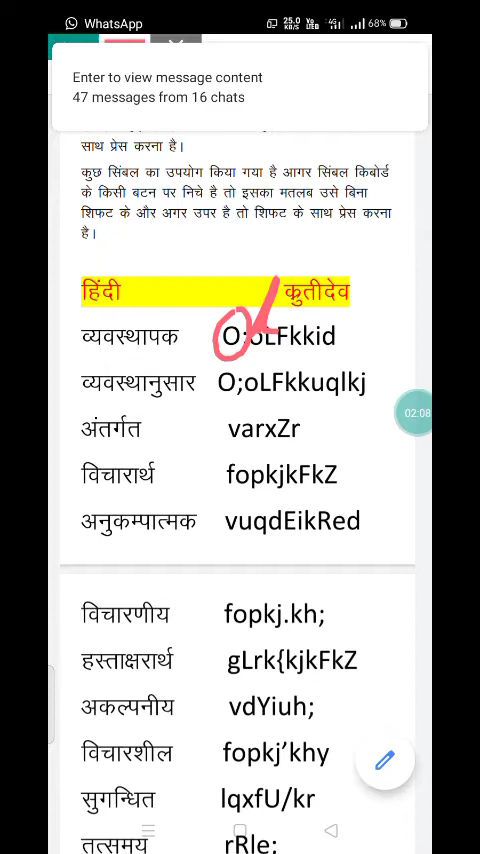 WhatsApp 25.0 KB/S Vo LTE 4G 68%
Enter to view message content
47 messages from 16 chats
साथ प्रेस करना है।
कुछ सिंबल का उपयोग किया गया है आगर सिंबल किबोर्ड
के किसी बटन पर निचे है तो इसका मतलब उसे बिना
शिफट के और अगर उपर है तो शिफट के साथ प्रेस करना
है।
हिंदी कुतीदेव
व्यवस्थापक O;oLFkkid
व्यवस्थानुसार O;oLFkkuqlkj
02:08
अंतर्गत varxZr
विचारार्थ fopkjkFkZ
अनुकम्पात्मक vuqdEikRed
विचारणीय fopkj.kh;
हस्ताक्षरार्थ gLrk{kjkFkZ
अकल्पनीय vdYiuh;
विचारशील fopkj’khy
सुगन्धित lqxfU/kr
तत्समय rRle;